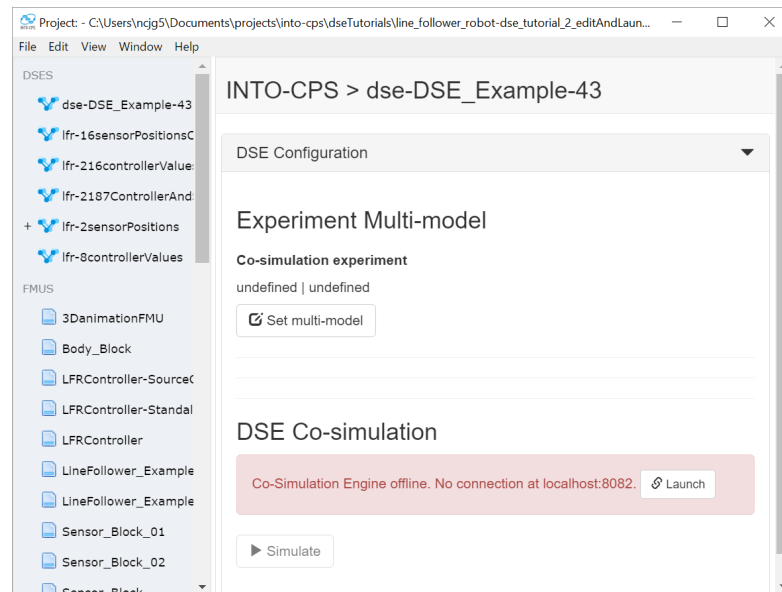 Project: - C:\Users\ncjg5\Documents\projects\into-cps\dseTutorials\line_follower_robot-dse_tutorial_2_editAndLaun...
File Edit View Window Help
DSES
dse-DSE_Example-43
lfr-16sensorPositionsC
lfr-216controllerValue
lfr-2187ControllerAnd
+ lfr-2sensorPositions
lfr-8controllerValues
FMUS
3DanimationFMU
Body_Block
LFRController-SourceC
LFRController-Standal
LFRController
LineFollower_Example
LineFollower_Example
Sensor_Block_01
Sensor_Block_02
Sensor_Block
INTO-CPS > dse-DSE_Example-43
DSE Configuration
Experiment Multi-model
Co-simulation experiment
undefined | undefined
Set multi-model
DSE Co-simulation
Co-Simulation Engine offline. No connection at localhost:8082. Launch
Simulate